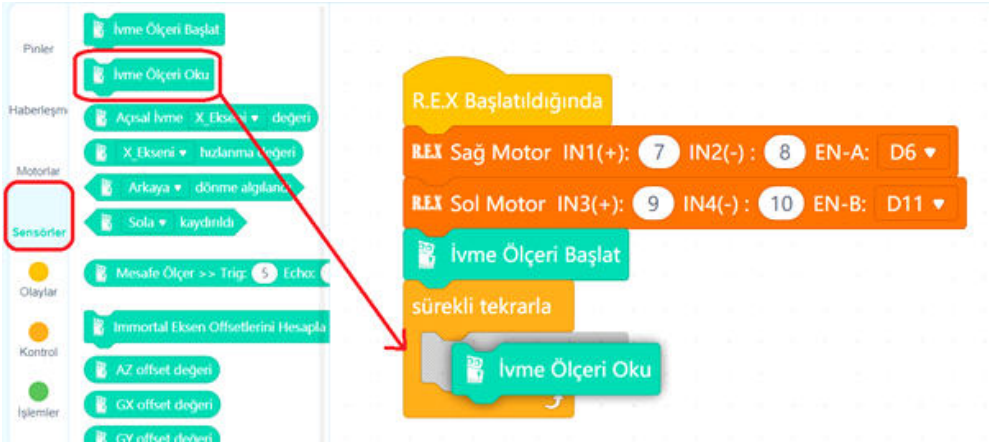 Pinler
Haberleşm
Motorlar
Sensörler
Olaylar
Kontrol
İşlemler
İvme Ölçeri Başlat
İvme Ölçeri Oku
Açısal İvme X_Ekseni ▾ değeri
X_Ekseni ▾ hızlanma değeri
Arkaya ▾ dönme algılandı
Sola ▾ kaydırıldı
Mesafe Ölçer >> Trig: 5 Echo:
Immortal Eksen Offsetlerini Hesapla
AZ offset değeri
GX offset değeri
GY offset değeri
R.E.X Başlatıldığında
R.E.X Sağ Motor IN1(+): 7 IN2(-) : 8 EN-A: D6 ▾
R.E.X Sol Motor IN3(+): 9 IN4(-) : 10 EN-B: D11 ▾
İvme Ölçeri Başlat
sürekli tekrarla
İvme Ölçeri Oku